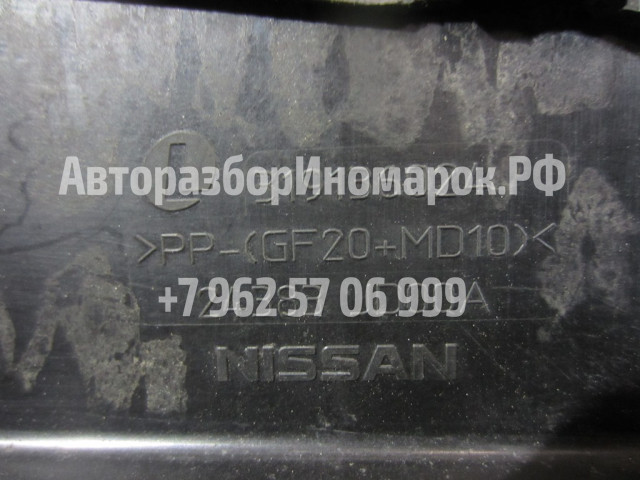 АвторазборИномарок.РФ
>PP-(GF20+MD10)<
+7962 57 06 999
NISSAN